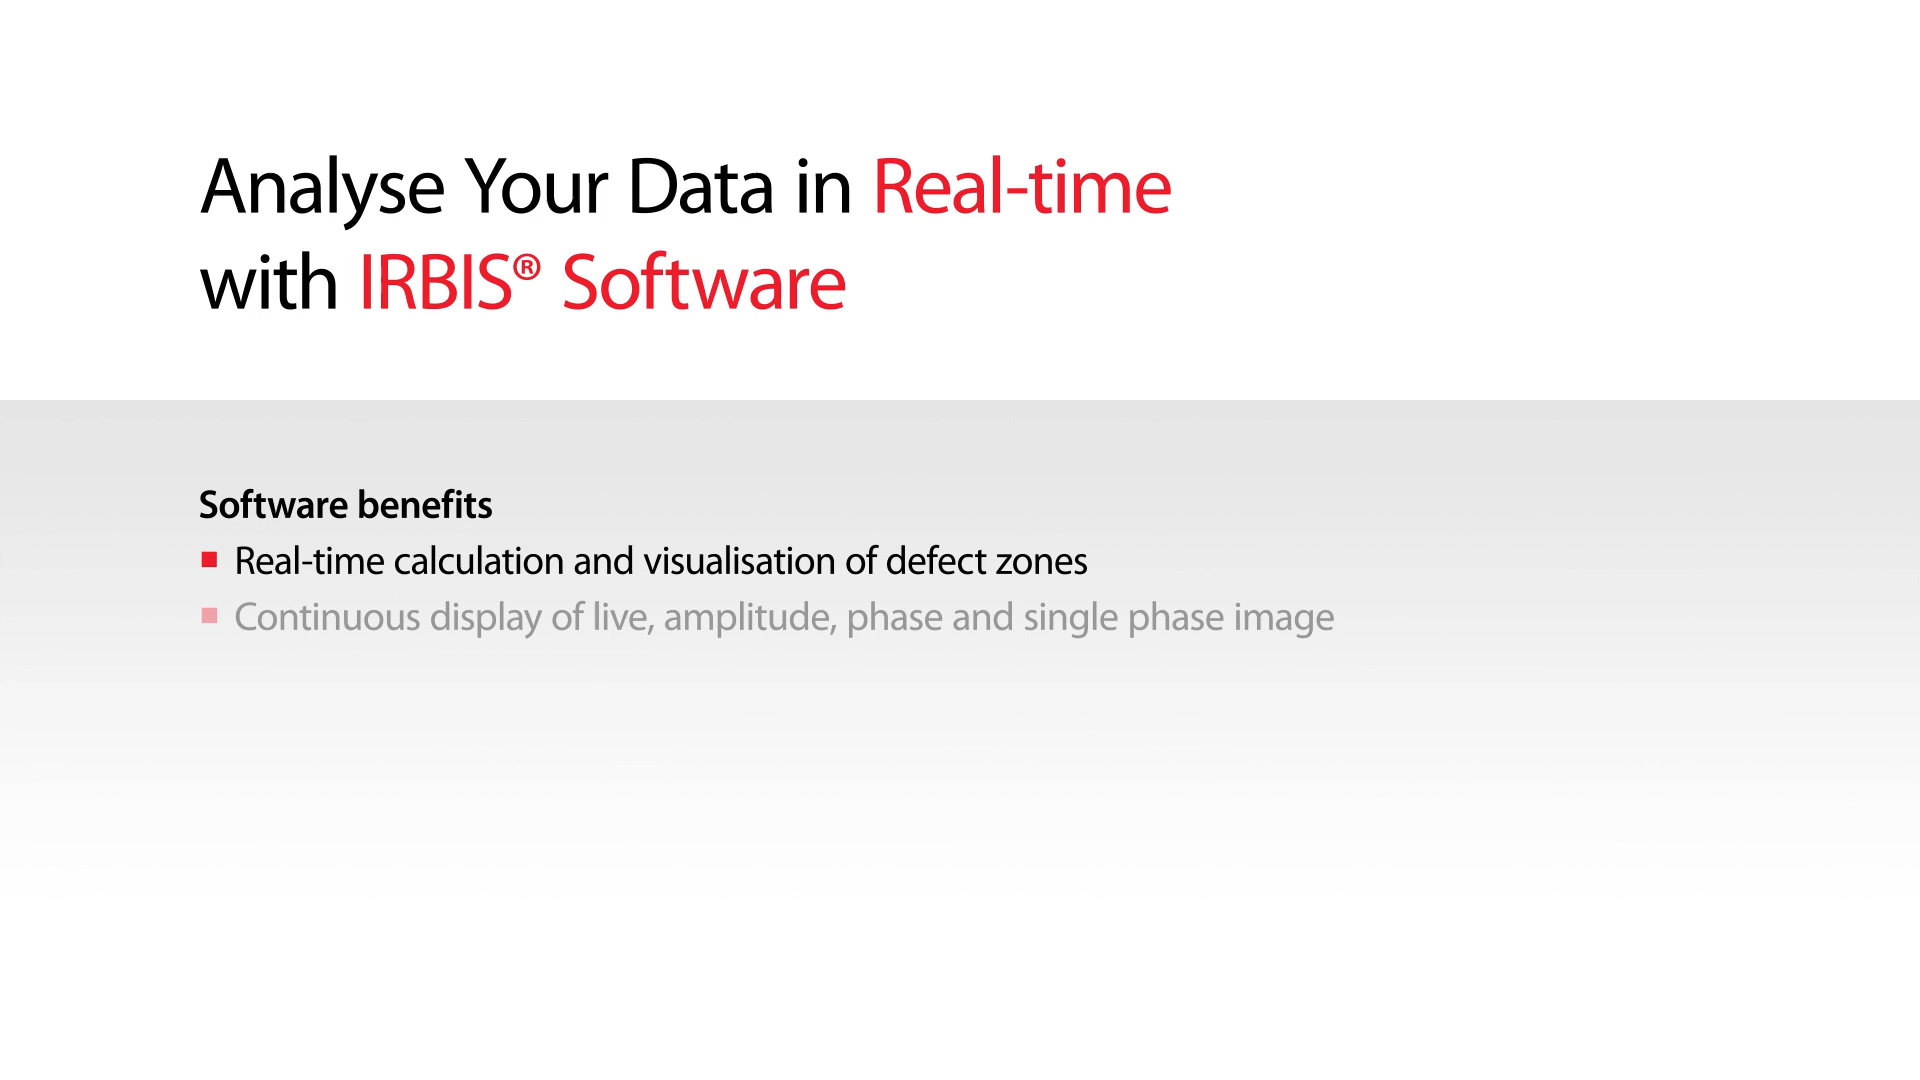 Analyse Your Data in Real-time
with IRBIS® Software
Software benefits
Real-time calculation and visualisation of defect zones
Continuous display of live, amplitude, phase and single phase image